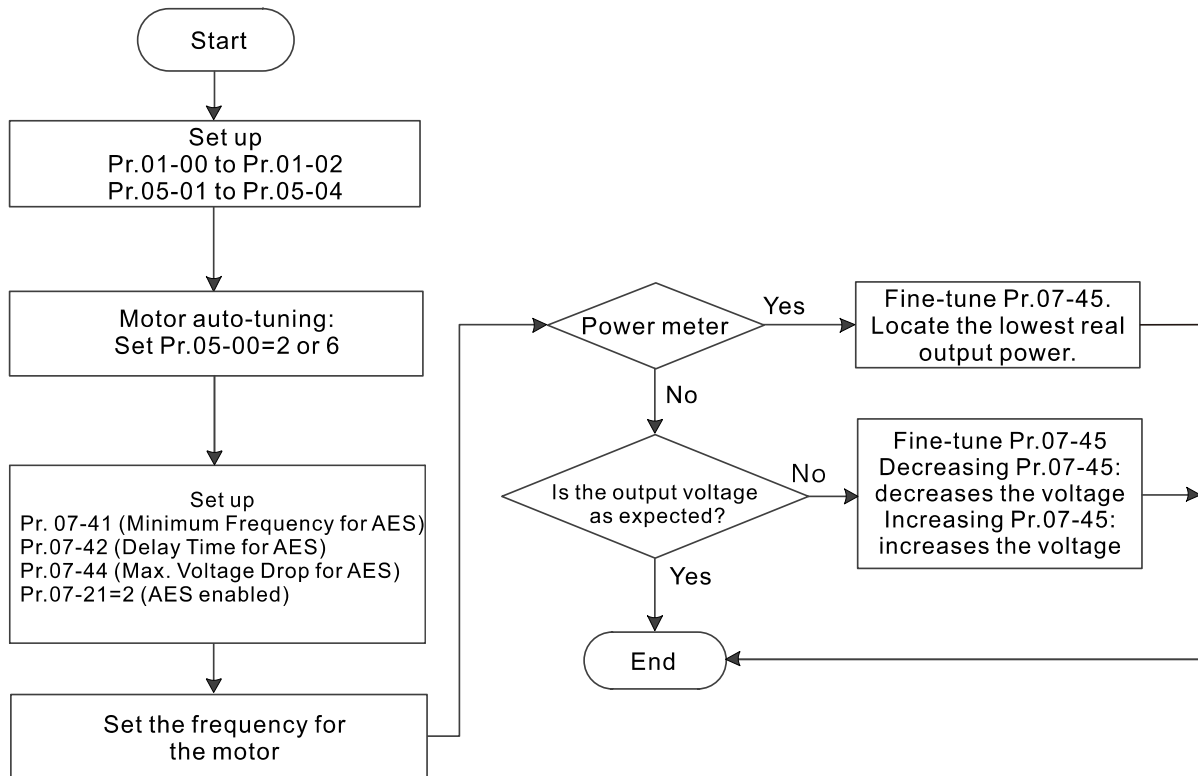 Start
Set up
Pr.01-00 to Pr.01-02
Pr.05-01 to Pr.05-04
Motor auto-tuning:
Set Pr.05-00=2 or 6
Set up
Pr. 07-41 (Minimum Frequency for AES)
Pr.07-42 (Delay Time for AES)
Pr.07-44 (Max. Voltage Drop for AES)
Pr.07-21=2 (AES enabled)
Set the frequency for
the motor
Power meter
Yes
Fine-tune Pr.07-45.
Locate the lowest real
output power.
No
Is the output voltage
as expected?
No
Fine-tune Pr.07-45
Decreasing Pr.07-45:
decreases the voltage
Increasing Pr.07-45:
increases the voltage
Yes
End